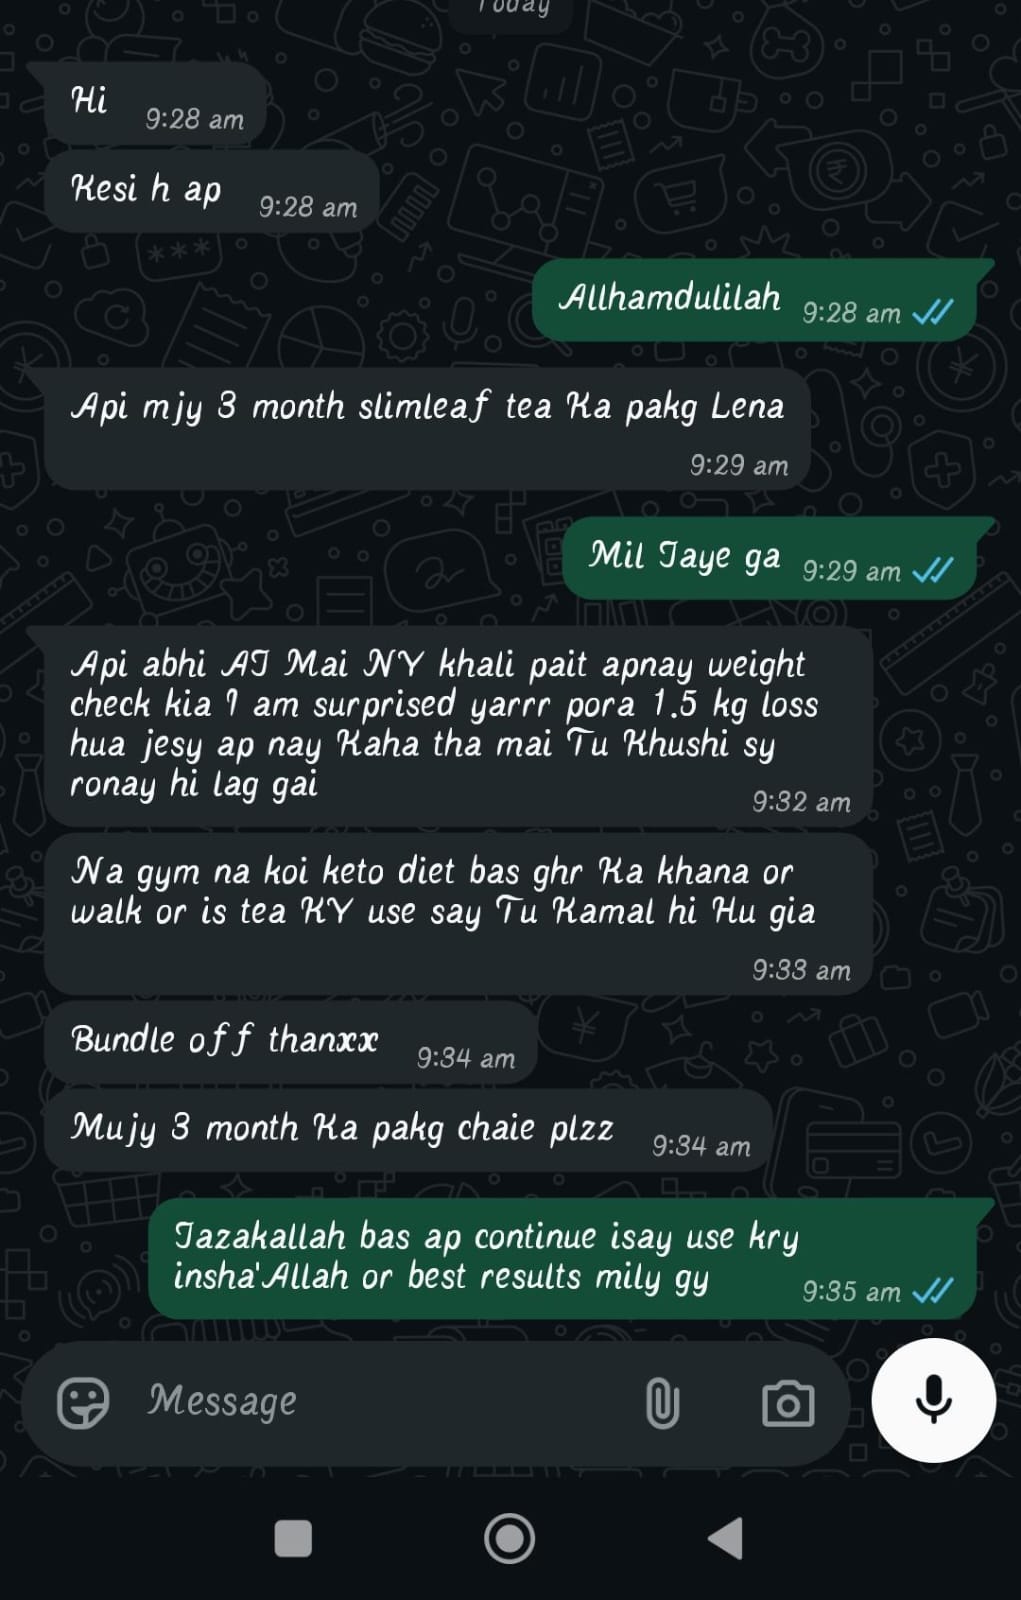 Today
Hi 9:28 am
Kesi h ap 9:28 am
Allhamdulilah 9:28 am
Api mjy 3 month slimleaf tea Ka pakg Lena
9:29 am
Mil Jaye ga 9:29 am
Api abhi AJ Mai NY khali pait apnay weight
check kia I am surprised yarrr pora 1.5 kg loss
hua jesy ap nay Kaha tha mai Tu Khushi sy
ronay hi lag gai
9:32 am
Na gym na koi keto diet bas ghr Ka khana or
walk or is tea KY use say Tu Kamal hi Hu gia
9:33 am
Bundle off thanxx 9:34 am
Mujy 3 month Ka pakg chaie plzz 9:34 am
Jazakallah bas ap continue isay use kry
insha'Allah or best results mily gy 9:35 am
Message